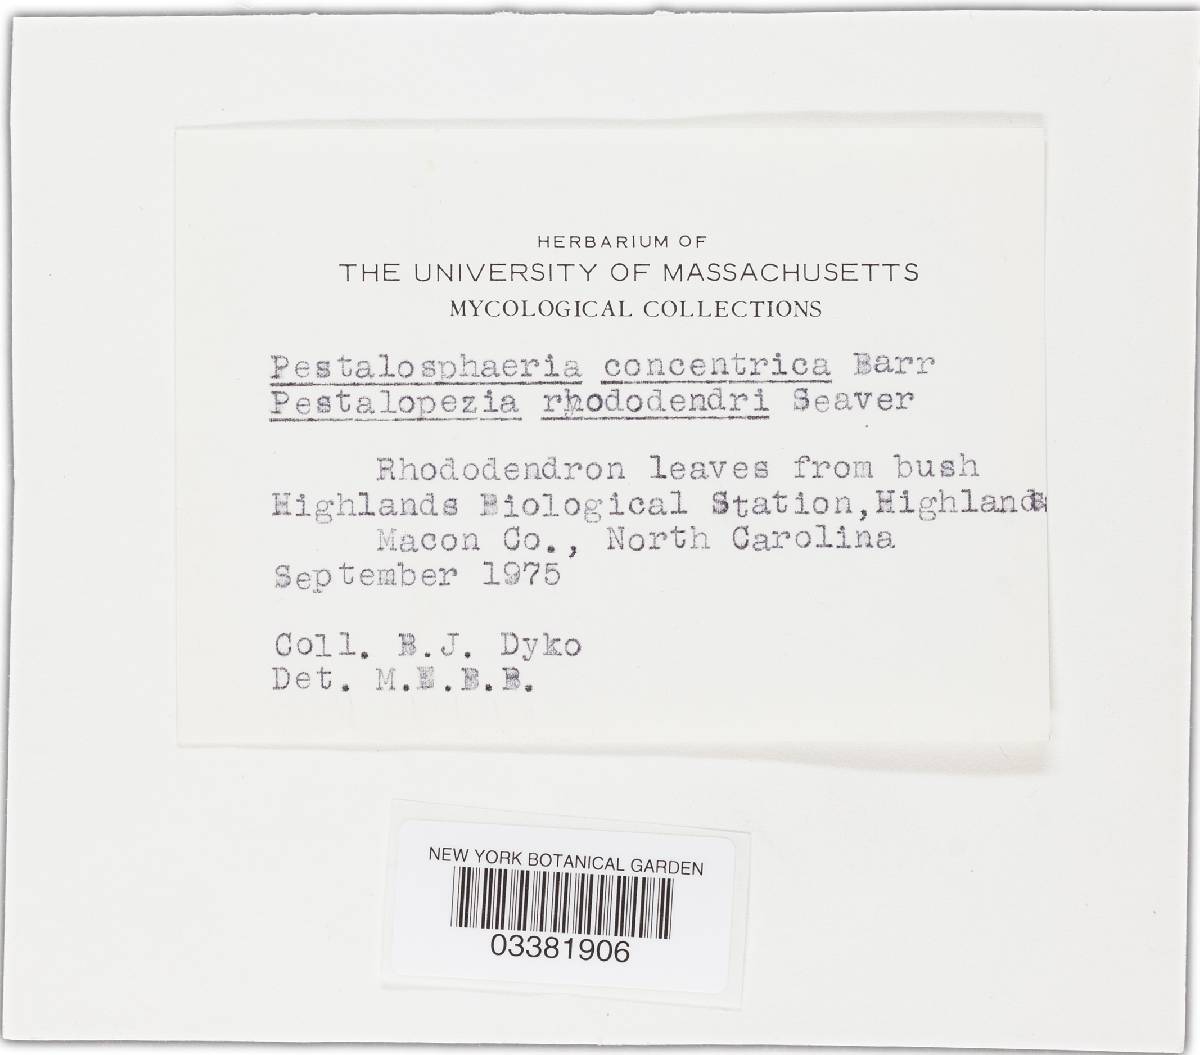 HERBARIUM OF
THE UNIVERSITY OF MASSACHUSETTS
MYCOLOGICAL COLLECTIONS
Pestalosphaeria concentrica Barr
Pestalopezia rhododendri Seaver
Rhododendron leaves from bush
Highlands Biological Station,Highlands
Macon Co., North Carolina
September 1975
Coll. B.J. Dyko
Det. M.E.B.B.
NEW YORK BOTANICAL GARDEN
03381906